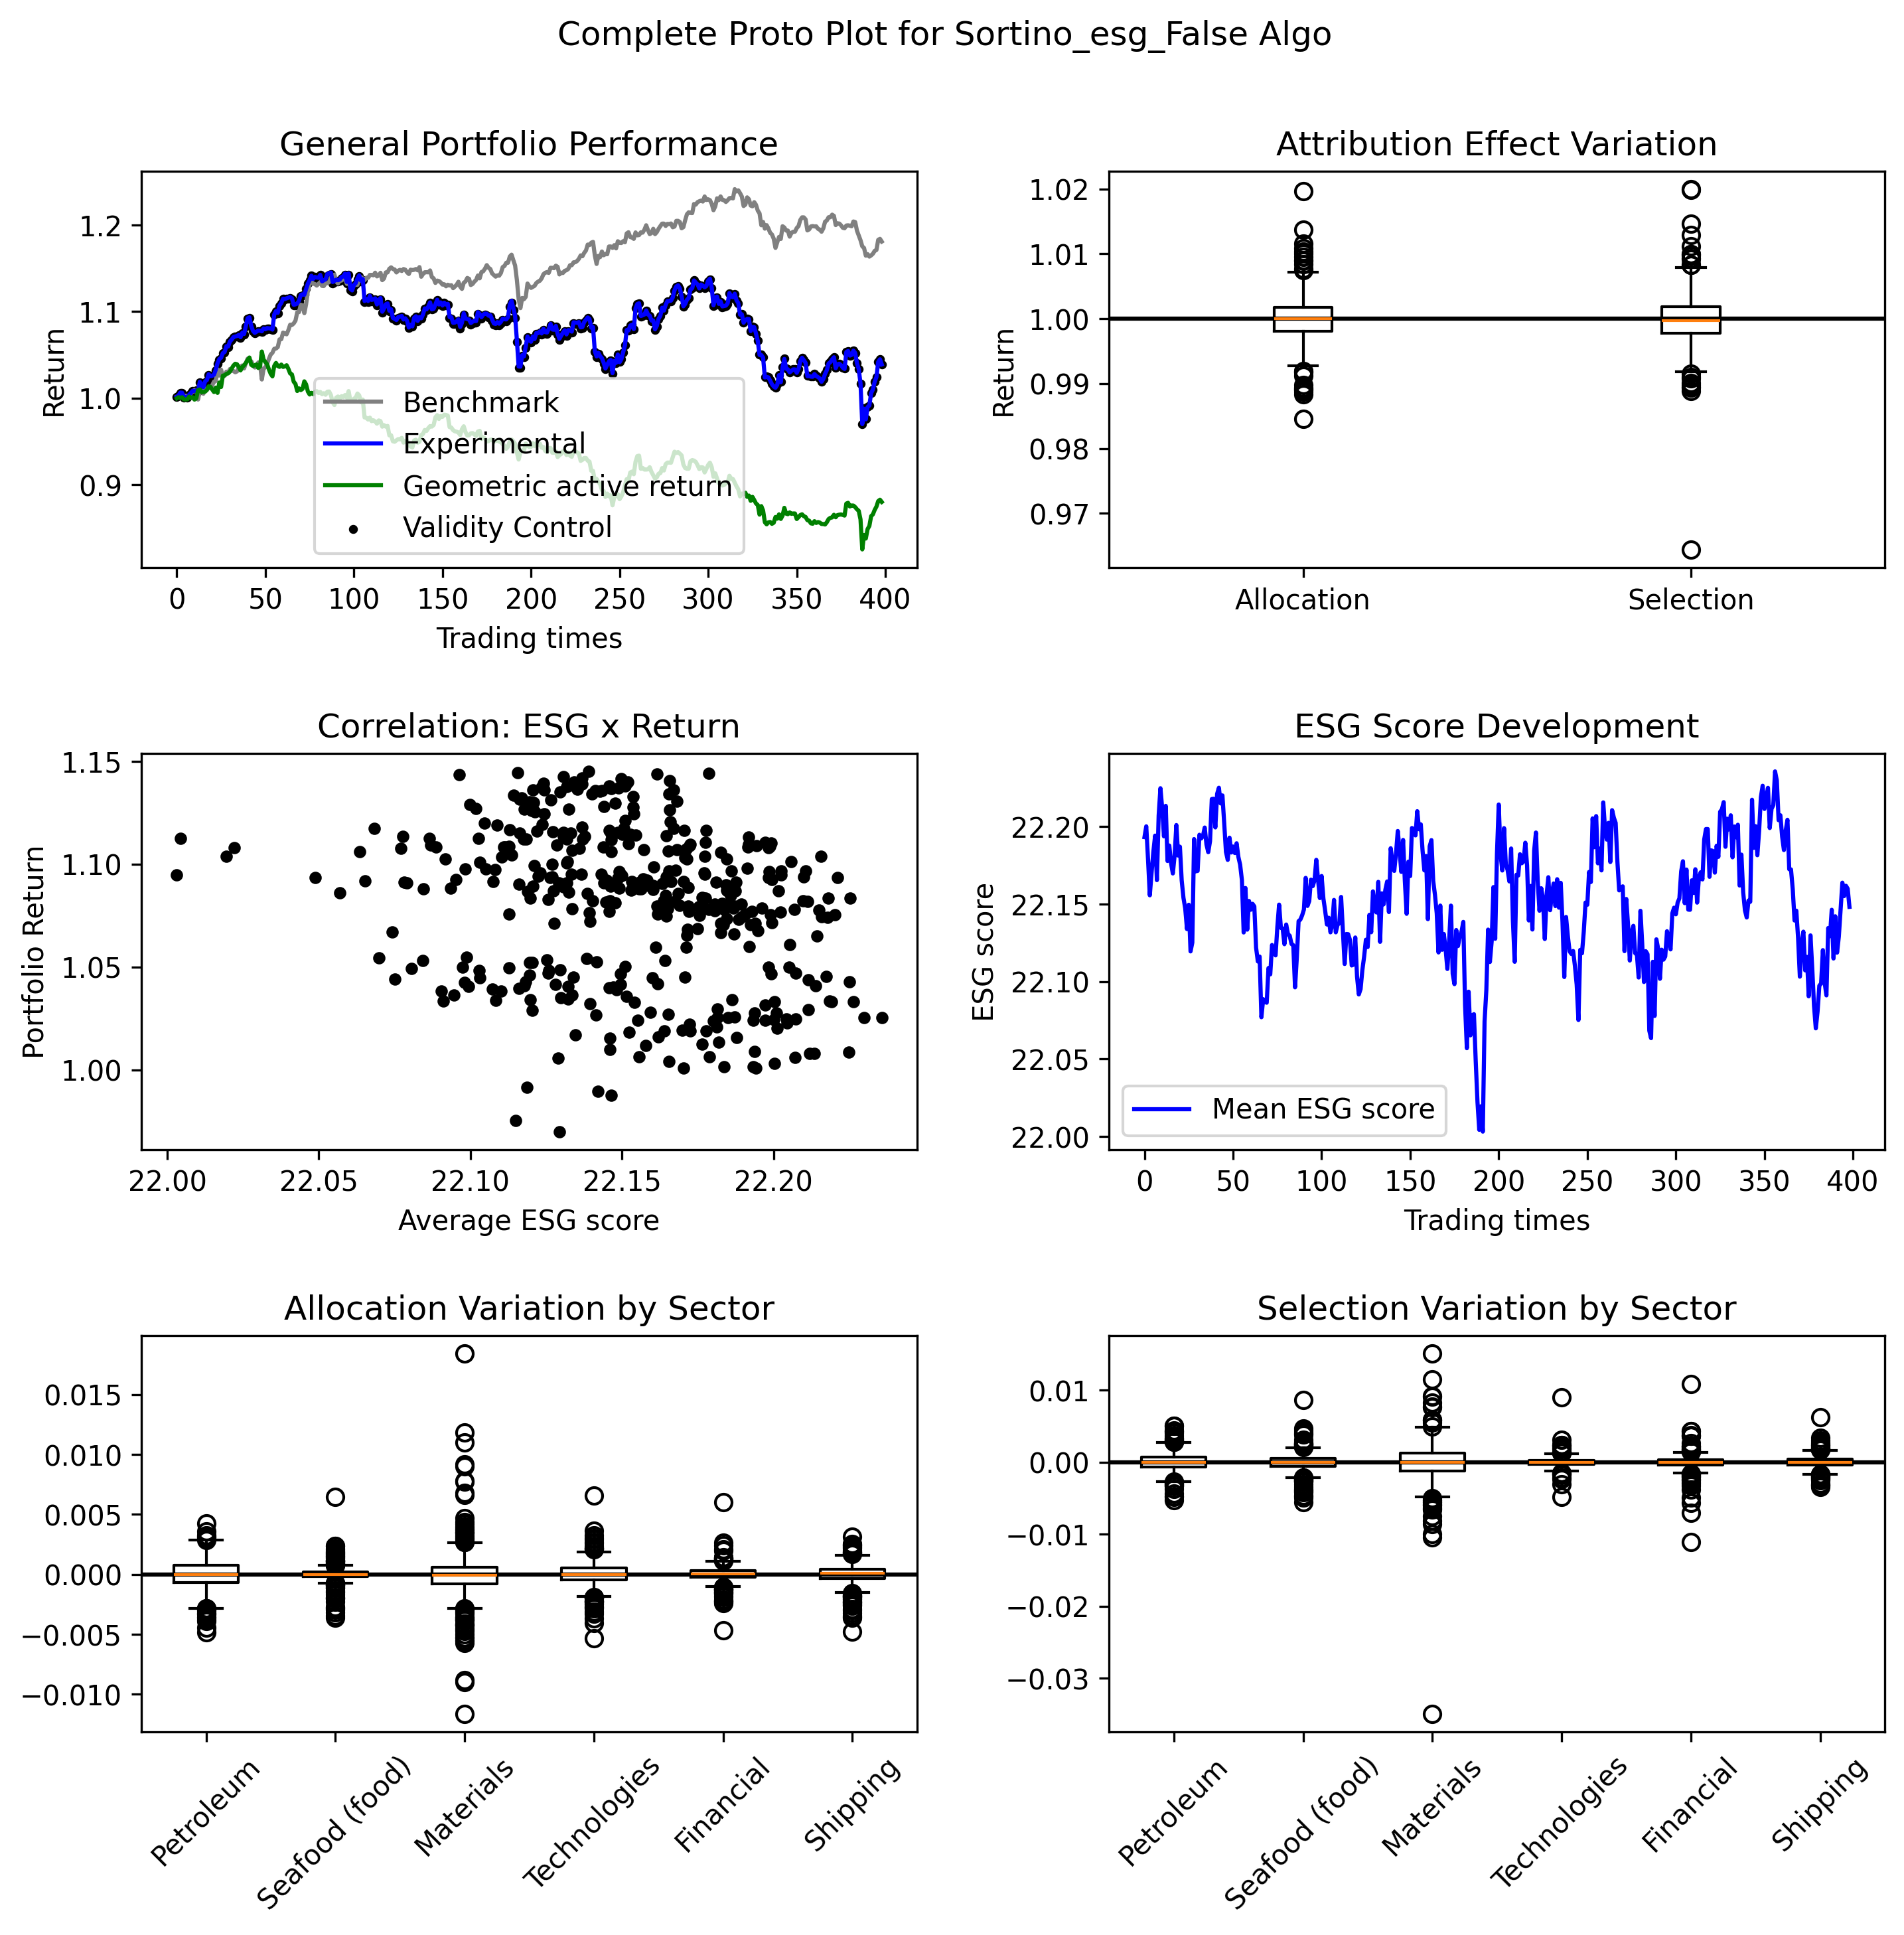 Complete Proto Plot for Sortino_esg_False Algo
General Portfolio Performance
Return
1.2
1.1
1.0
0.9
Benchmark
Experimental
Geometric active return
Validity Control
0 50 100 150 200 250 300 350 400
Trading times
Attribution Effect Variation
Return
1.02
1.01
1.00
0.99
0.98
0.97
Allocation Selection
Correlation: ESG x Return
Portfolio Return
1.15
1.10
1.05
1.00
22.00 22.05 22.10 22.15 22.20
Average ESG score
ESG Score Development
ESG score
22.20
22.15
22.10
22.05
22.00
Mean ESG score
0 50 100 150 200 250 300 350 400
Trading times
Allocation Variation by Sector
0.015
0.010
0.005
0.000
−0.005
−0.010
Petroleum
Seafood (food)
Materials
Technologies
Financial
Shipping
Selection Variation by Sector
0.01
0.00
−0.01
−0.02
−0.03
Petroleum
Seafood (food)
Materials
Technologies
Financial
Shipping